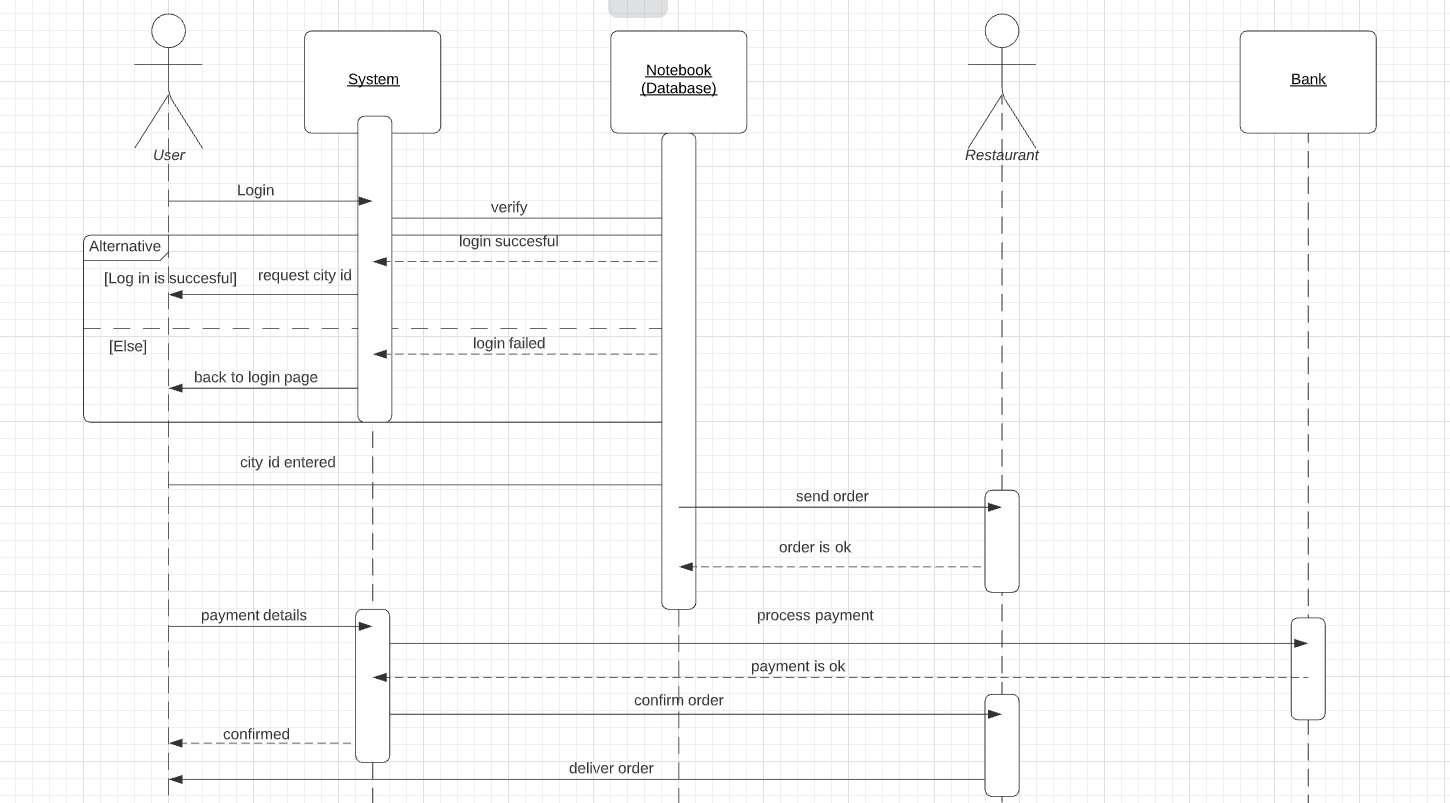 System
Notebook
(Database)
Bank
User
Restaurant
Login
verify
Alternative
login succesful
[Log in is succesful]
request city id
[Else]
login failed
back to login page
city id entered
send order
order is ok
payment details
process payment
payment is ok
confirm order
confirmed
deliver order